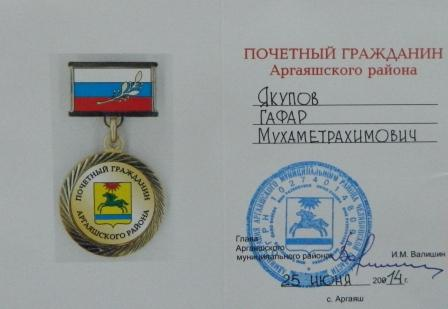 ПОЧЕТНЫЙ ГРАЖДАНИН
АРГАЯШСКОГО РАЙОНА
ПОЧЕТНЫЙ ГРАЖДАНИН
Аргаяшского района
ЯКУПОВ
ГАФАР
МУХАМЕТРАХИМОВИЧ
Глава
Аргаяшского
муниципального района
И.М. Валишин
25 ИЮНЯ 2014 г.
с. Аргаяш